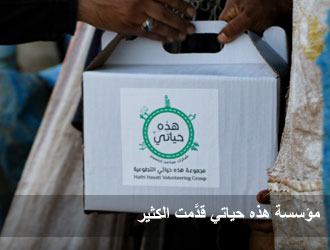 هذه
حياتي
مجموعة هذه حياتي التطوعية
Hathi Hayati Volunteering Group
مؤسسة هذه حياتي قدَّمت الكثير